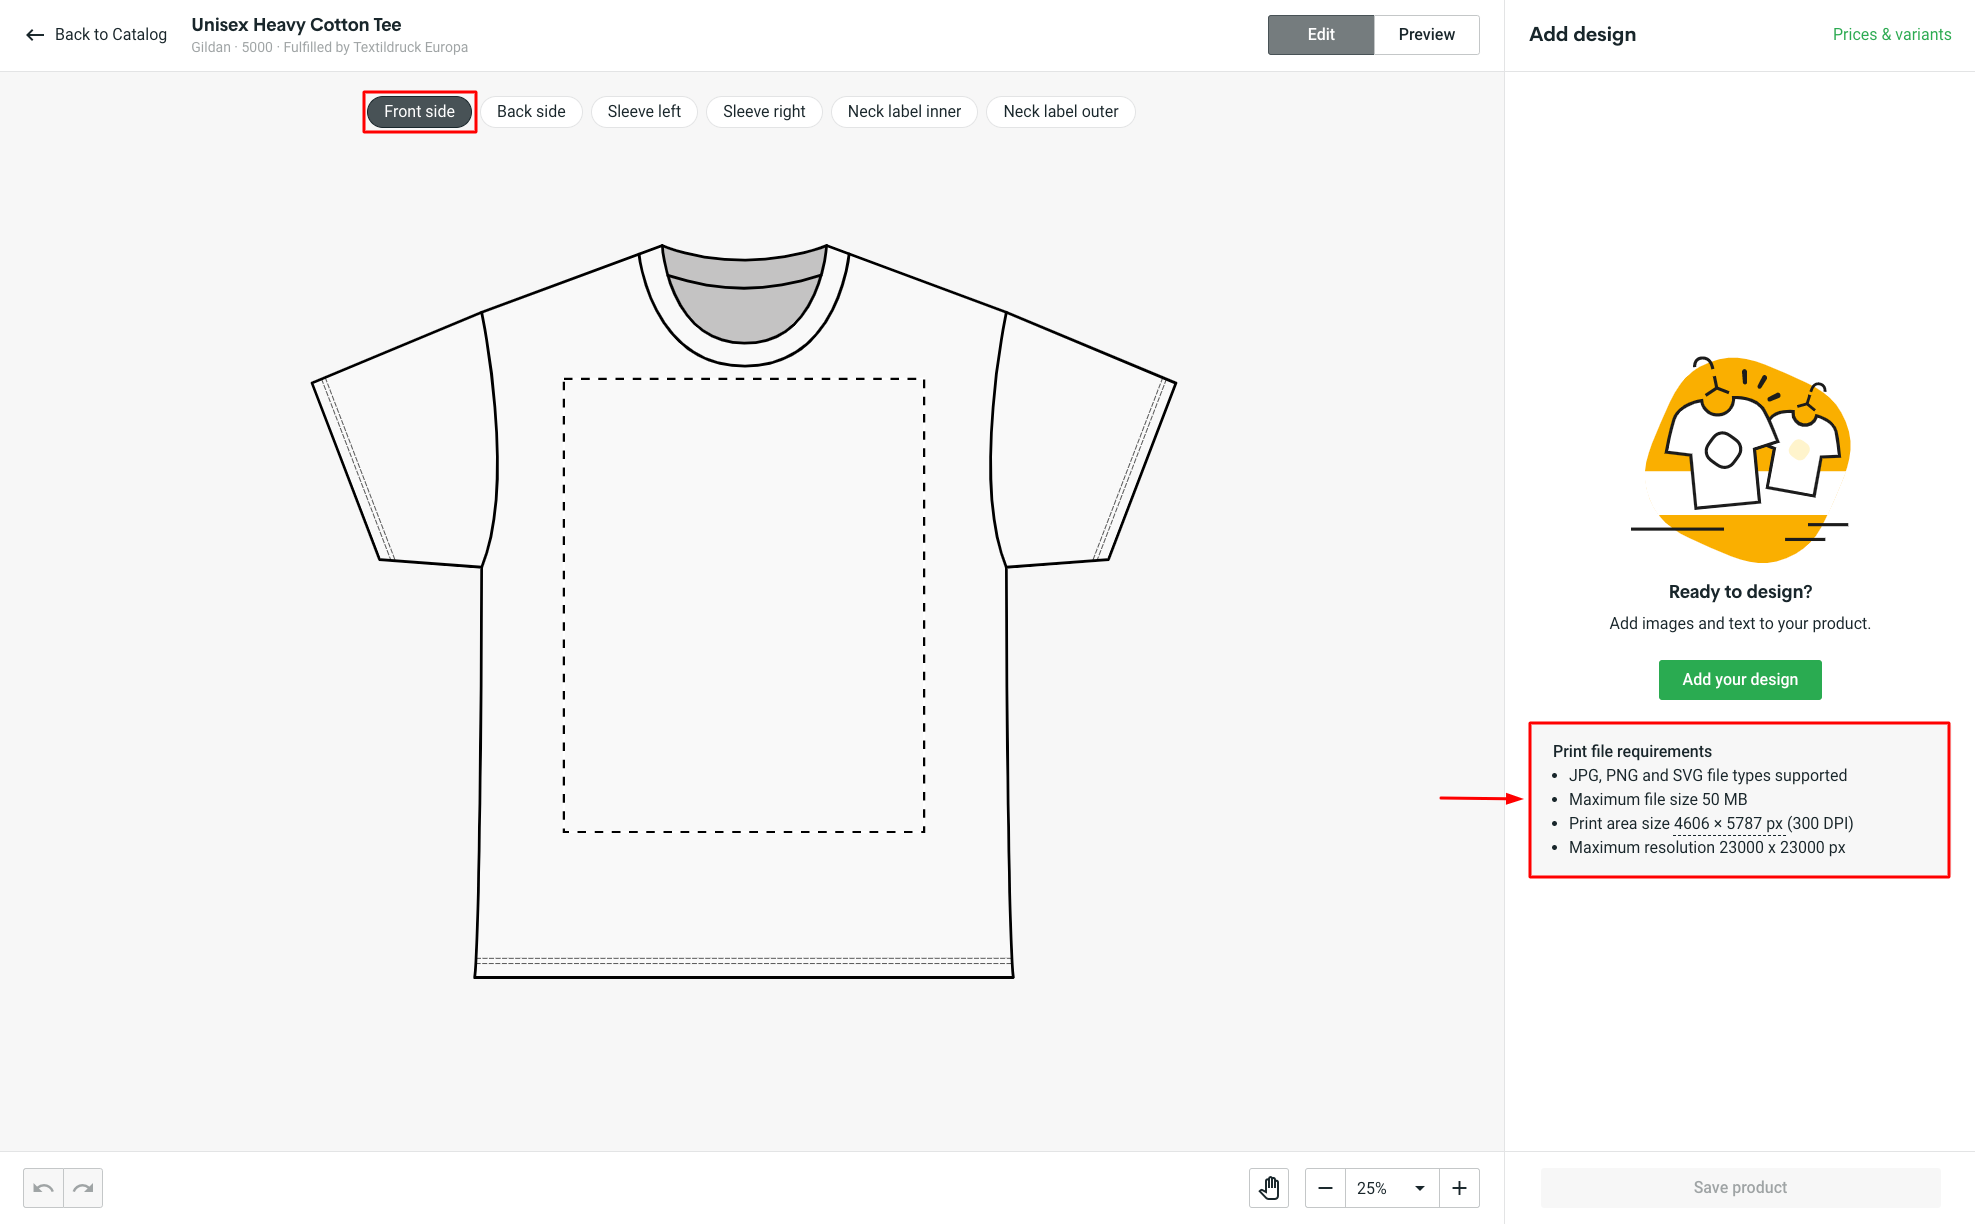 Back to Catalog
Unisex Heavy Cotton Tee
Gildan · 5000 · Fulfilled by Textildruck Europa
Edit
Preview
Add design
Prices & variants
Front side
Back side
Sleeve left
Sleeve right
Neck label inner
Neck label outer
Ready to design?
Add images and text to your product.
Add your design
Print file requirements
• JPG, PNG and SVG file types supported
• Maximum file size 50 MB
• Print area size 4606 × 5787 px (300 DPI)
• Maximum resolution 23000 x 23000 px
25%
Save product